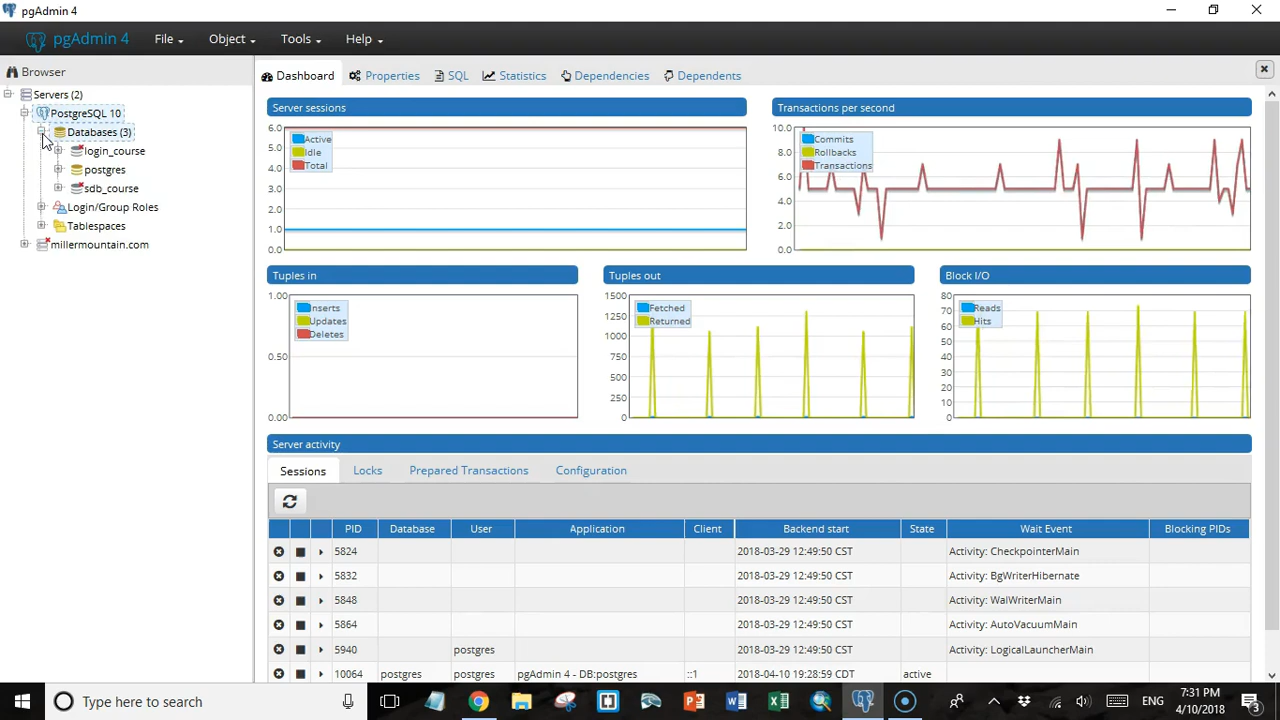 pgAdmin 4
pgAdmin 4 File Object Tools Help
Browser
Servers (2)
PostgreSQL 10
Databases (3)
login_course
postgres
sdb_course
Login/Group Roles
Tablespaces
millermountain.com
Dashboard Properties SQL Statistics Dependencies Dependents
Server sessions
6.0
5.0
4.0
3.0
2.0
1.0
0.0
Active
Idle
Total
Transactions per second
10.0
8.0
6.0
4.0
2.0
0.0
Commits
Rollbacks
Transactions
Tuples in
1.00
0.50
0.00
Inserts
Updates
Deletes
Tuples out
1500
1250
1000
750
500
250
0
Fetched
Returned
Block I/O
80
70
60
50
40
30
20
10
0
Reads
Hits
Server activity
Sessions Locks Prepared Transactions Configuration
PID Database User Application Client Backend start State Wait Event Blocking PIDs
5824 2018-03-29 12:49:50 CST Activity: CheckpointerMain
5832 2018-03-29 12:49:50 CST Activity: BgWriterHibernate
5848 2018-03-29 12:49:50 CST Activity: WalWriterMain
5864 2018-03-29 12:49:50 CST Activity: AutoVacuumMain
5940 postgres 2018-03-29 12:49:50 CST Activity: LogicalLauncherMain
10064 postgres postgres pgAdmin 4 - DB:postgres ::1 2018-04-10 19:28:59 CDT active
Type here to search
ENG
7:31 PM
4/10/2018
3